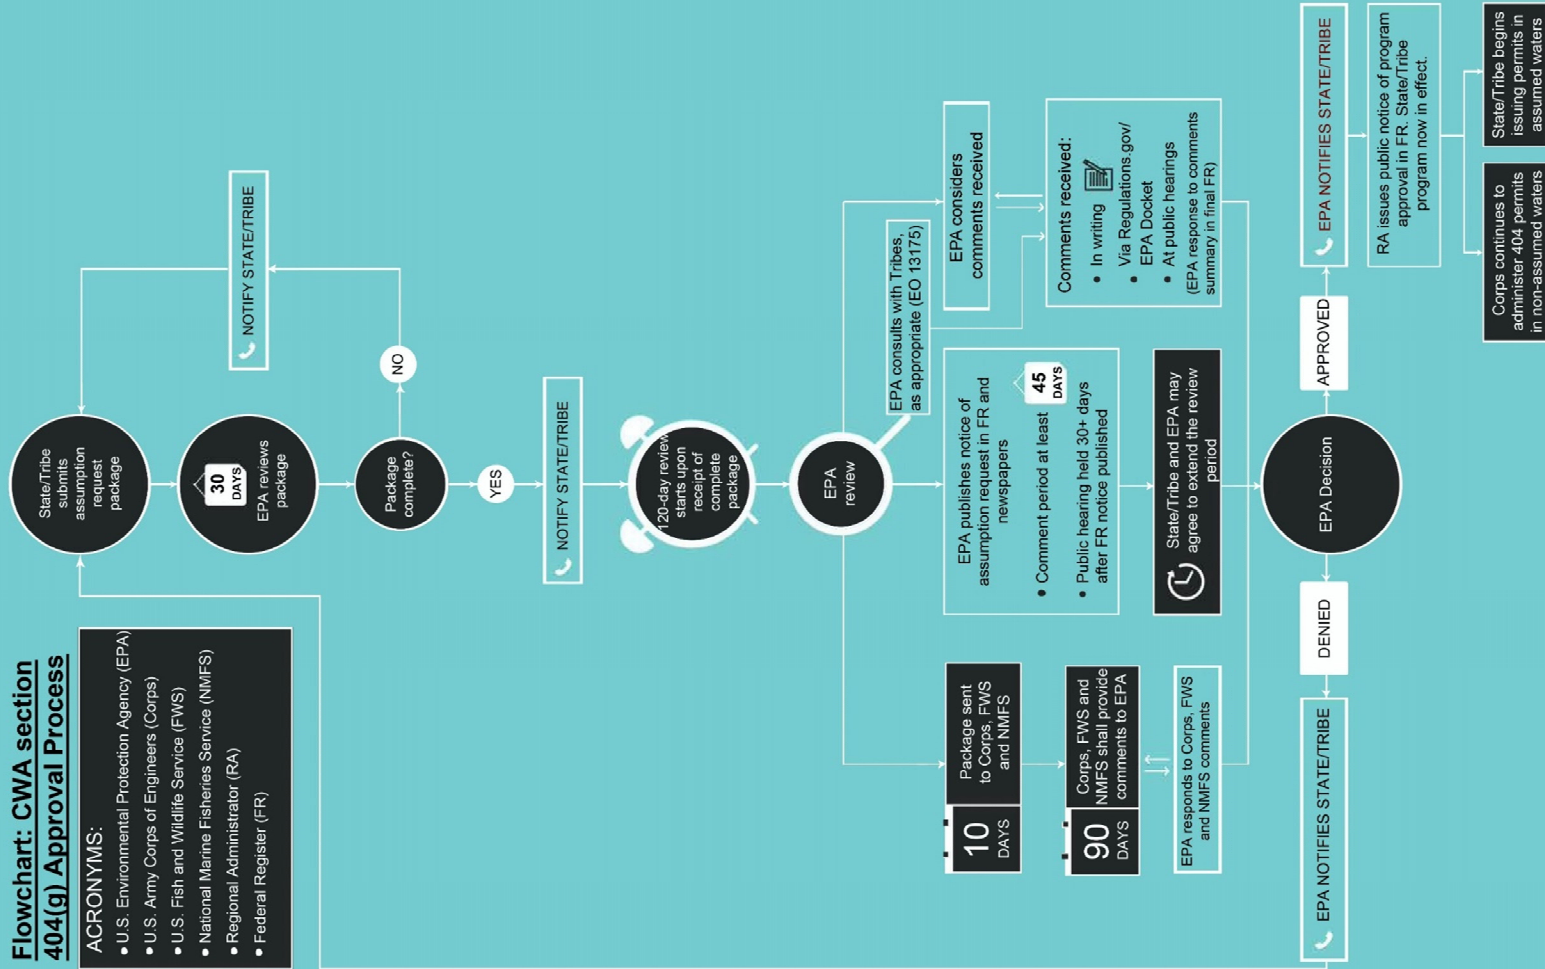 Flowchart: CWA section
404(g) Approval Process
ACRONYMS:
• U.S. Environmental Protection Agency (EPA)
• U.S. Army Corps of Engineers (Corps)
• U.S. Fish and Wildlife Service (FWS)
• National Marine Fisheries Service (NMFS)
• Regional Administrator (RA)
• Federal Register (FR)
State/Tribe
submits
assumption
request
package
30
DAYS
EPA reviews
package
Package
complete?
NO
NOTIFY STATE/TRIBE
YES
NOTIFY STATE/TRIBE
120-day review
starts upon
receipt of
complete
package
EPA
review
EPA consults with Tribes,
as appropriate (EO 13175)
10
DAYS
Package sent
to Corps, FWS
and NMFS
90
DAYS
Corps, FWS and
NMFS shall provide
comments to EPA
EPA responds to Corps, FWS
and NMFS comments
EPA publishes notice of
assumption request in FR and
newspapers
• Comment period at least
45
DAYS
• Public hearing held 30+ days
after FR notice published
State/Tribe and EPA may
agree to extend the review
period
EPA considers
comments received
Comments received:
• In writing
• Via Regulations.gov/
• EPA Docket
• At public hearings
(EPA response to comments
summary in final FR)
EPA Decision
DENIED
EPA NOTIFIES STATE/TRIBE
APPROVED
EPA NOTIFIES STATE/TRIBE
RA issues public notice of program
approval in FR. State/Tribe
program now in effect.
Corps continues to
administer 404 permits
in non-assumed waters
State/Tribe begins
issuing permits in
assumed waters